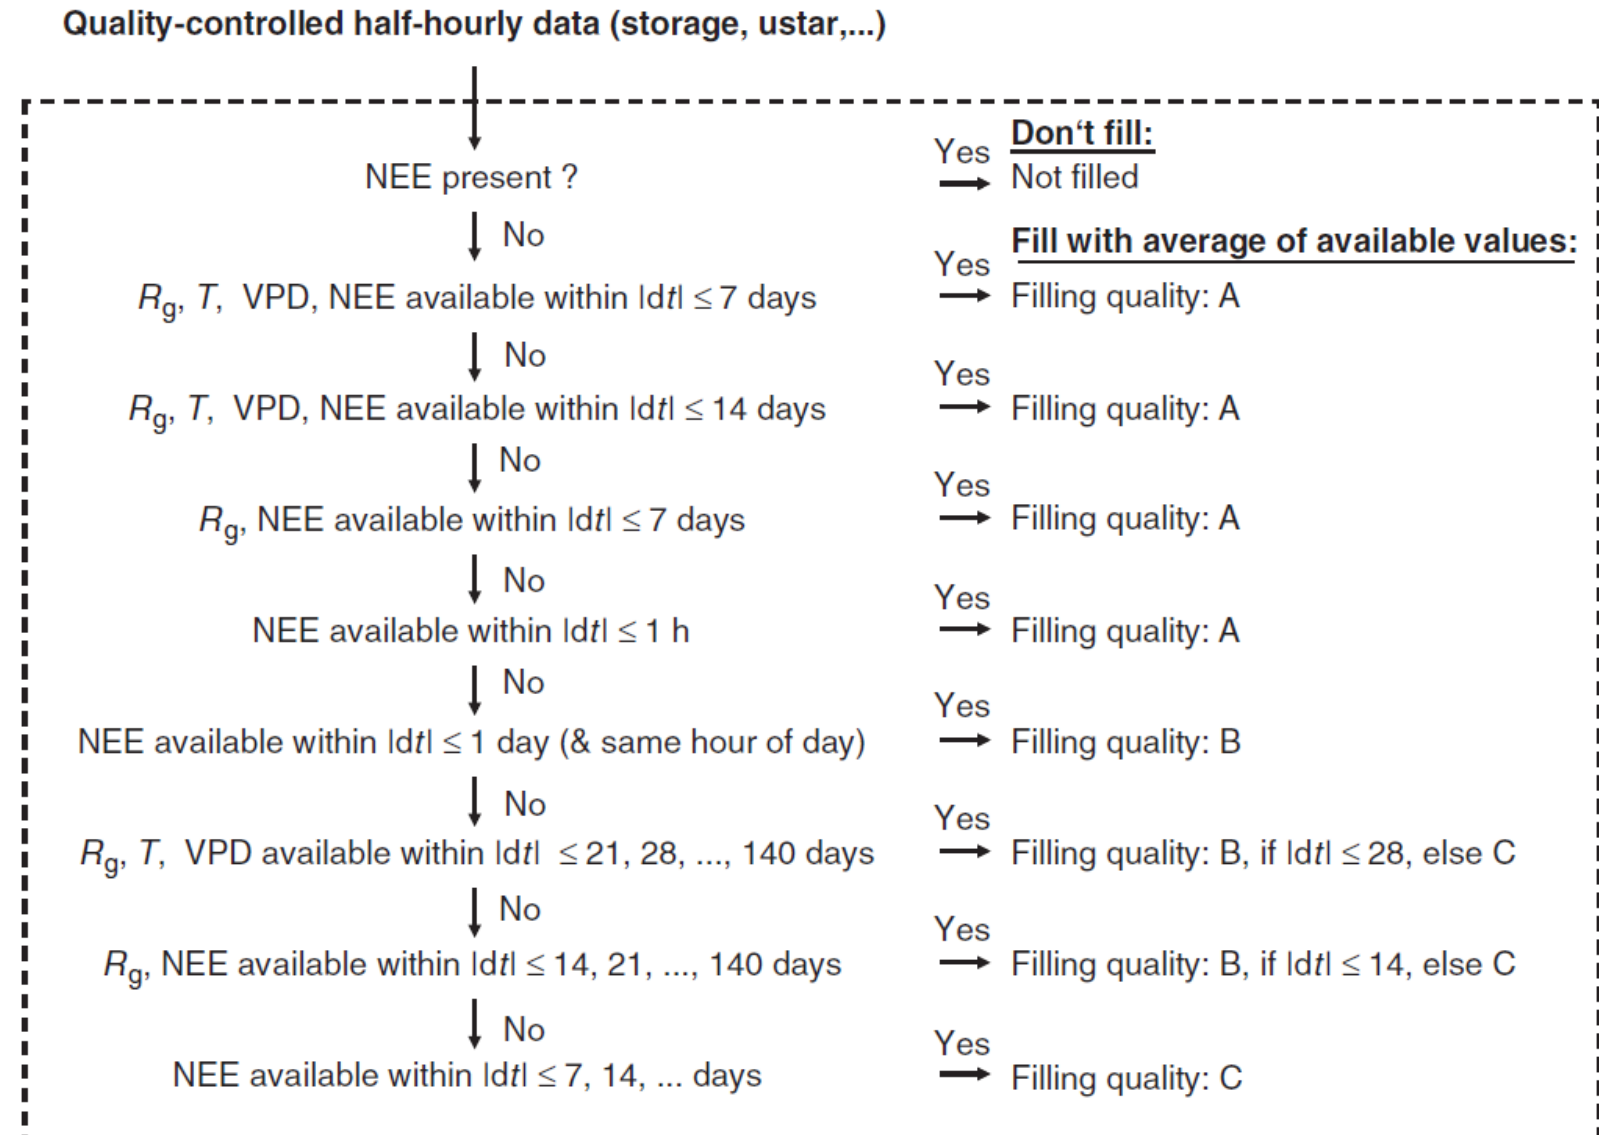 Quality-controlled half-hourly data (storage, ustar,...)
Yes Don‘t fill:
NEE present ? Not filled
No
Fill with average of available values:
Yes
Rg, T, VPD, NEE available within |dt| ≤ 7 days Filling quality: A
No
Yes
Rg, T, VPD, NEE available within |dt| ≤ 14 days Filling quality: A
No
Yes
Rg, NEE available within |dt| ≤ 7 days Filling quality: A
No
Yes
NEE available within |dt| ≤ 1 h Filling quality: A
No
Yes
NEE available within |dt| ≤ 1 day (& same hour of day) Filling quality: B
No
Yes
Rg, T, VPD available within |dt| ≤ 21, 28, ..., 140 days Filling quality: B, if |dt| ≤ 28, else C
No
Yes
Rg, NEE available within |dt| ≤ 14, 21, ..., 140 days Filling quality: B, if |dt| ≤ 14, else C
No
Yes
NEE available within |dt| ≤ 7, 14, ... days Filling quality: C